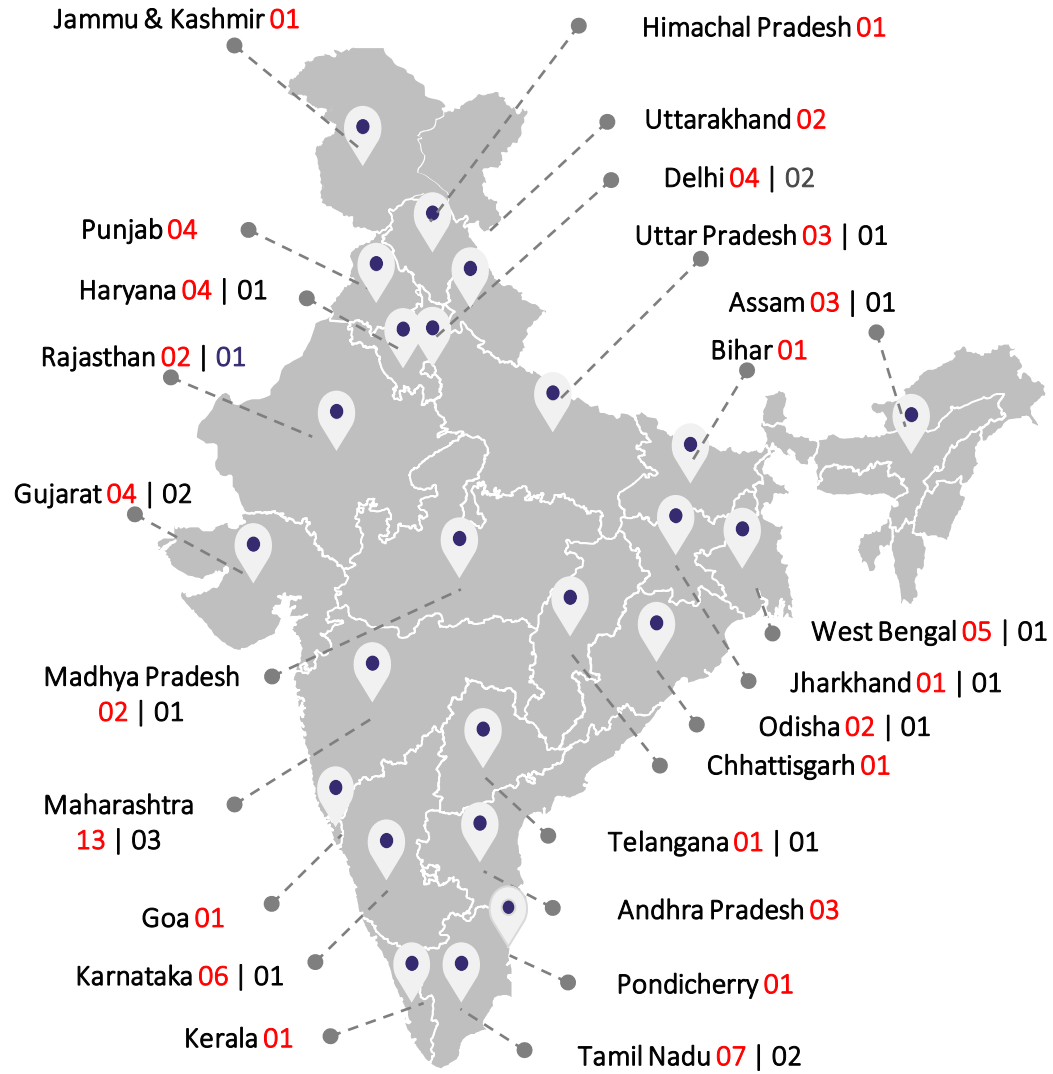 Jammu & Kashmir 01
Himachal Pradesh 01
Uttarakhand 02
Delhi 04 | 02
Punjab 04
Uttar Pradesh 03 | 01
Haryana 04 | 01
Assam 03 | 01
Bihar 01
Rajasthan 02 | 01
Gujarat 04 | 02
West Bengal 05 | 01
Madhya Pradesh
02 | 01
Jharkhand 01 | 01
Odisha 02 | 01
Chhattisgarh 01
Maharashtra
13 | 03
Telangana 01 | 01
Goa 01
Andhra Pradesh 03
Karnataka 06 | 01
Pondicherry 01
Kerala 01
Tamil Nadu 07 | 02